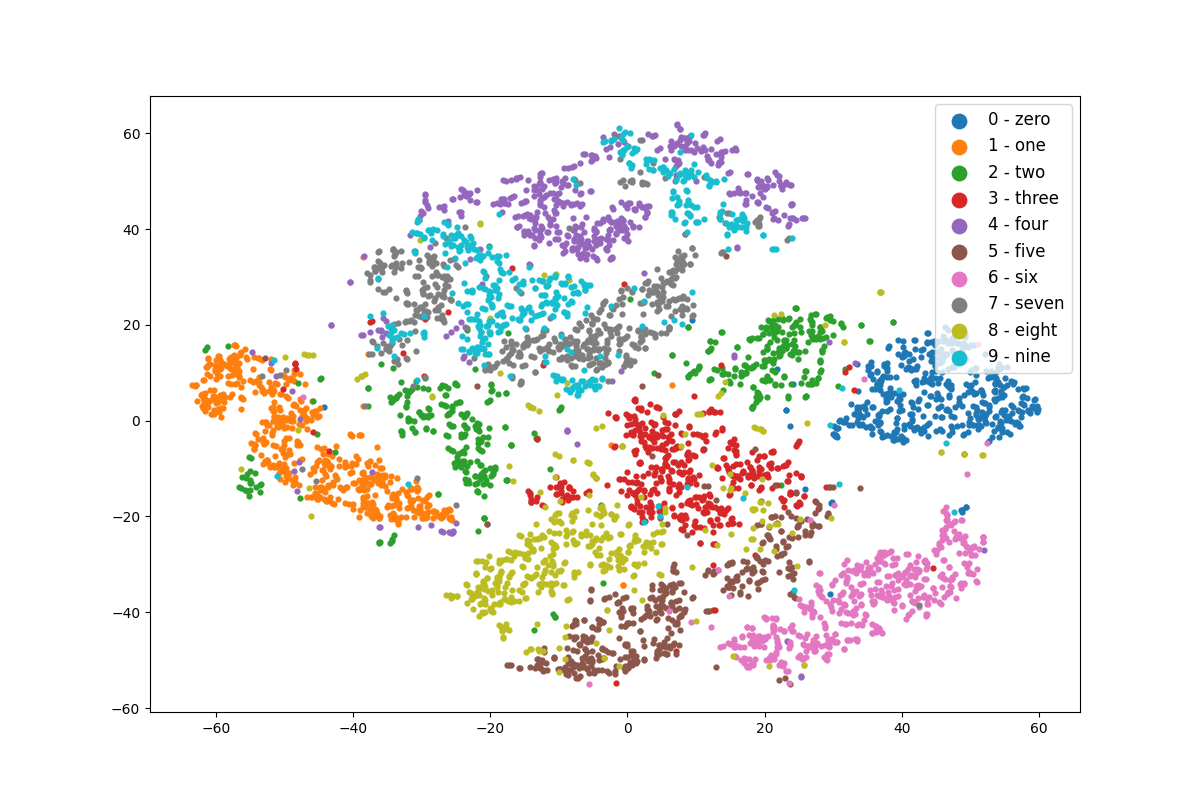 60
40
20
0
−20
−40
−60
−60
−40
−20
0
20
40
60
0 - zero
1 - one
2 - two
3 - three
4 - four
5 - five
6 - six
7 - seven
8 - eight
9 - nine